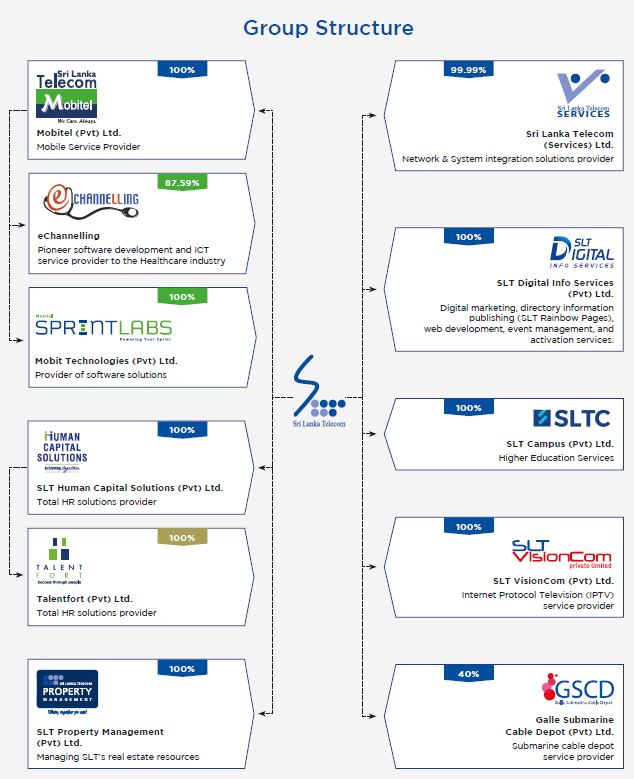 Group Structure
100%
Sri Lanka
Telecom
Mobitel
We Care. Always.
Mobitel (Pvt) Ltd.
Mobile Service Provider
87.59%
eCHANNELLING
eChannelling
Pioneer software development and ICT
service provider to the Healthcare industry
100%
Mobitel
SPRINTLABS
Powering Your Sprint
Mobit Technologies (Pvt) Ltd.
Provider of software solutions
100%
HUMAN
CAPITAL
SOLUTIONS
Achieving Objectives
SLT Human Capital Solutions (Pvt) Ltd.
Total HR solutions provider
100%
TALENT
FORT
Success through people
Talentfort (Pvt) Ltd.
Total HR solutions provider
100%
SRI LANKA TELECOM
PROPERTY
MANAGEMENT
SLT Property Management
(Pvt) Ltd.
Managing SLT's real estate resources
Sri Lanka Telecom
99.99%
Sri Lanka Telecom
SERVICES
Sri Lanka Telecom
(Services) Ltd.
Network & System integration solutions provider
100%
SLT
DIGITAL
INFO SERVICES
SLT Digital Info Services
(Pvt) Ltd.
Digital marketing, directory information
publishing (SLT Rainbow Pages),
web development, event management, and
activation services.
100%
SLTC
SLT Campus (Pvt) Ltd.
Higher Education Services
100%
SLT
VisionCom
private limited
SLT VisionCom (Pvt) Ltd.
Internet Protocol Television (IPTV)
service provider
40%
GSCD
Galle Submarine Cable Depot
Galle Submarine
Cable Depot (Pvt) Ltd.
Submarine cable depot
service provider